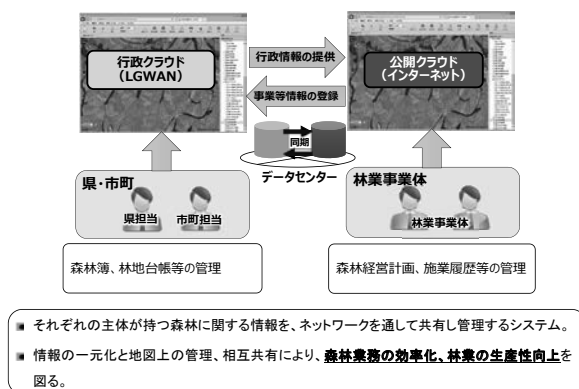 行政クラウド
(LGWAN)
行政情報の提供
公開クラウド
(インターネット)
事業等情報の登録
同期
データセンター
県・市町
県担当
市町担当
林業事業体
林業事業体
森林簿、林地台帳等の管理
森林経営計画、施業履歴等の管理
■ それぞれの主体が持つ森林に関する情報を、ネットワークを通して共有し管理するシステム。
■ 情報の一元化と地図上の管理、相互共有により、森林業務の効率化、林業の生産性向上を
図る。